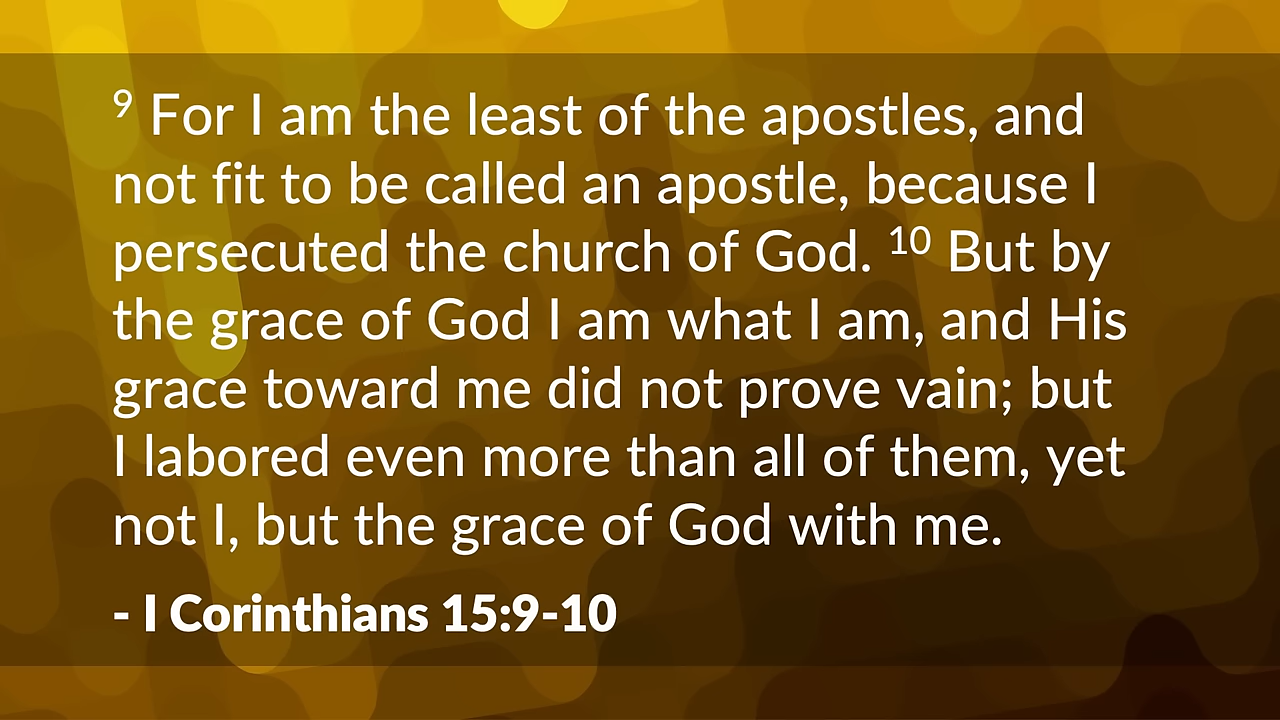 9 For I am the least of the apostles, and
not fit to be called an apostle, because I
persecuted the church of God. 10 But by
the grace of God I am what I am, and His
grace toward me did not prove vain; but
I labored even more than all of them, yet
not I, but the grace of God with me.
- I Corinthians 15:9-10